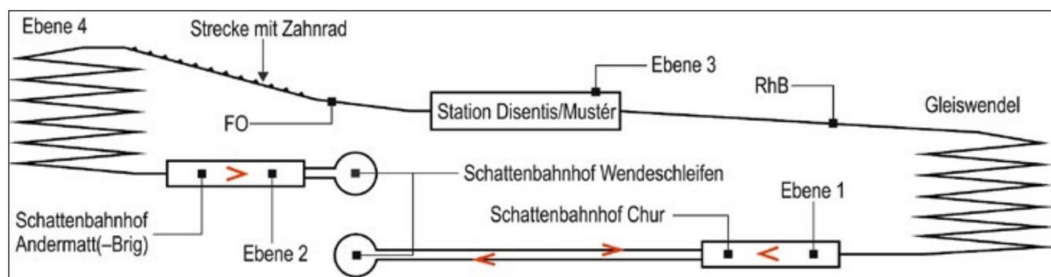 Ebene 4
Strecke mit Zahnrad
Ebene 3
RhB
Gleiswendel
FO
Station Disentis/Mustér
Schattenbahnhof Wendeschleifen
Schattenbahnhof
Andermatt(–Brig)
Ebene 2
Schattenbahnhof Chur
Ebene 1